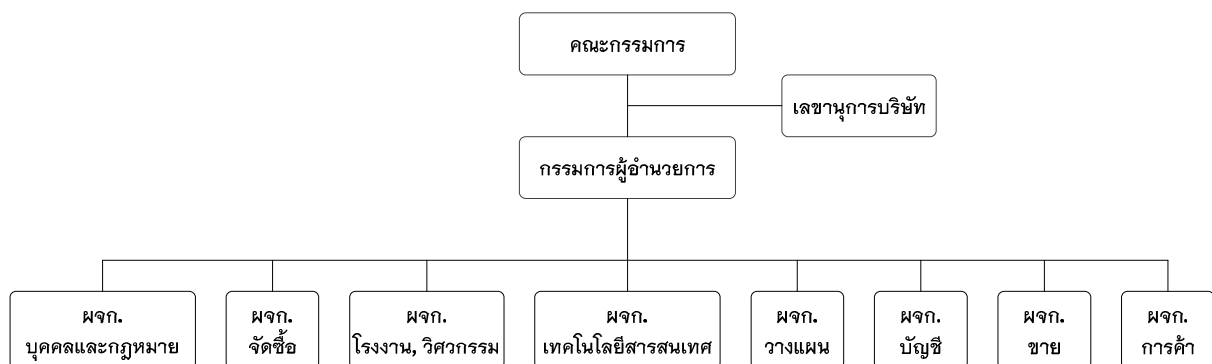 คณะกรรมการ
เลขานุการบริษัท
กรรมการผู้อำนวยการ
ผจก.
บุคคลและกฎหมาย
ผจก.
จัดซื้อ
ผจก.
โรงงาน, วิศวกรรม
ผจก.
เทคโนโลยีสารสนเทศ
ผจก.
วางแผน
ผจก.
บัญชี
ผจก.
ขาย
ผจก.
การค้า